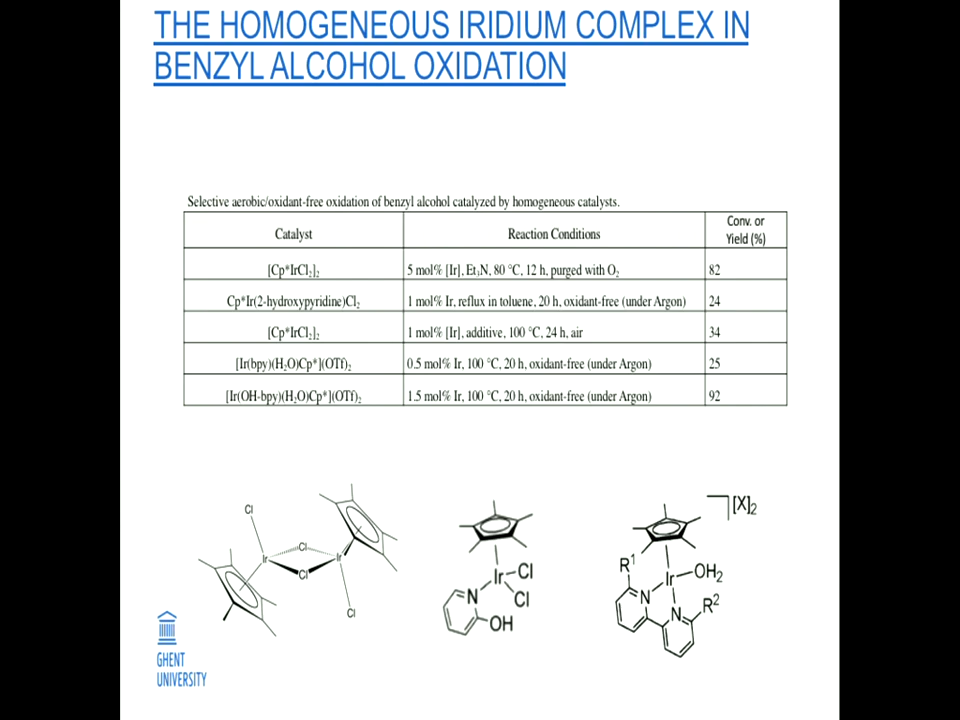 THE HOMOGENEOUS IRIDIUM COMPLEX IN
BENZYL ALCOHOL OXIDATION
Selective aerobic/oxidant-free oxidation of benzyl alcohol catalyzed by homogeneous catalysts.
Catalyst Reaction Conditions Conv. or
Yield (%)
[Cp*IrCl₂]₂ 5 mol% [Ir], Et₃N, 80 °C, 12 h, purged with O₂ 82
Cp*Ir(2-hydroxypyridine)Cl₂ 1 mol% Ir, reflux in toluene, 20 h, oxidant-free (under Argon) 24
[Cp*IrCl₂]₂ 1 mol% [Ir], additive, 100 °C, 24 h, air 34
[Ir(bpy)(H₂O)Cp*](OTf)₂ 0.5 mol% Ir, 100 °C, 20 h, oxidant-free (under Argon) 25
[Ir(OH-bpy)(H₂O)Cp*](OTf)₂ 1.5 mol% Ir, 100 °C, 20 h, oxidant-free (under Argon) 92
Cl
Ir
Cl
Cl
Ir
Cl
Ir
Cl
Cl
N
OH
[X]₂
R¹
Ir
OH₂
N
N
R²
GHENT
UNIVERSITY